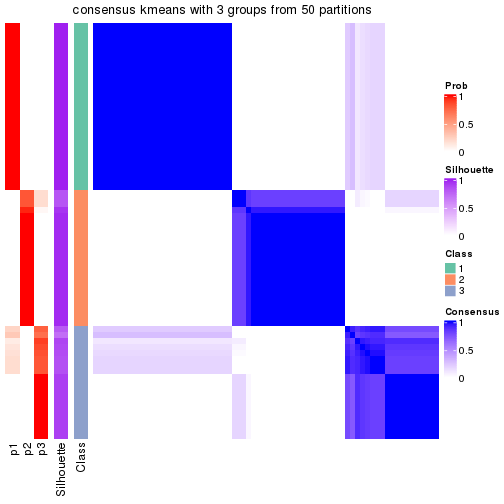 consensus kmeans with 3 groups from 50 partitions
Prob
1
0.5
0
Silhouette
1
0.5
0
Class
1
2
3
Consensus
1
0.5
0
p1
p2
p3
Silhouette
Class